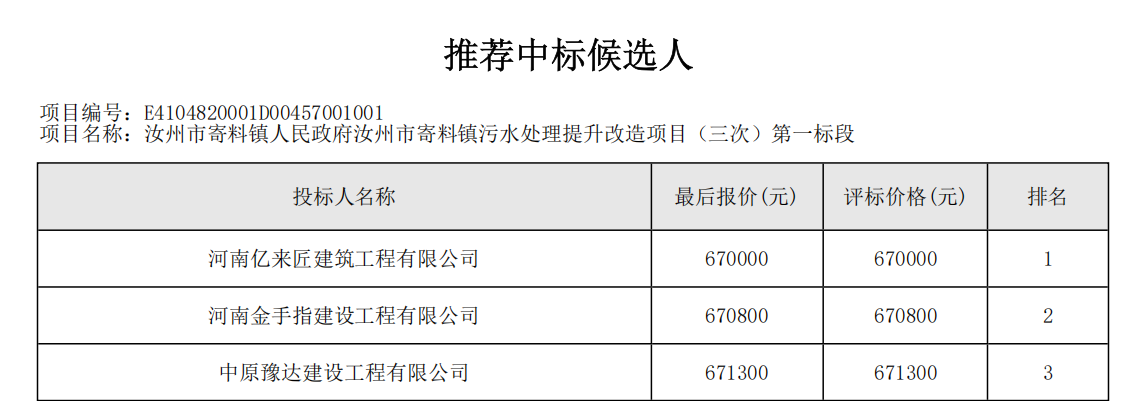 推荐中标候选人
项目编号：E4104820001D00457001001
项目名称：汝州市寄料镇人民政府汝州市寄料镇污水处理提升改造项目（三次）第一标段
投标人名称 最后报价(元) 评标价格(元) 排名
河南亿来匠建筑工程有限公司 670000 670000 1
河南金手指建设工程有限公司 670800 670800 2
中原豫达建设工程有限公司 671300 671300 3